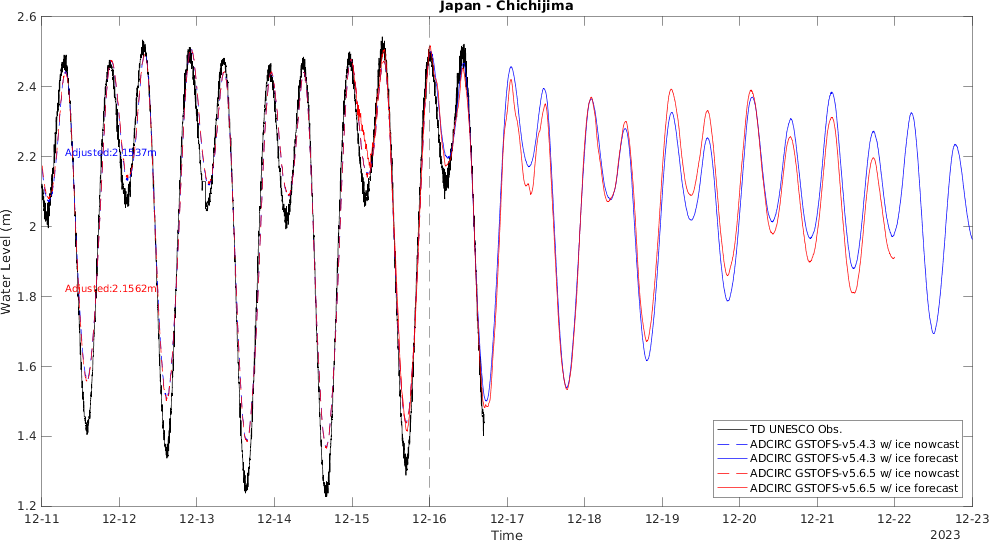 Japan - Chichijima
2.6
2.4
2.2
2
1.8
1.6
1.4
1.2
Water Level (m)
Adjusted:2.1537m
Adjusted:2.1562m
TD UNESCO Obs.
ADCIRC GSTOFS-v5.4.3 w/ ice nowcast
ADCIRC GSTOFS-v5.4.3 w/ ice forecast
ADCIRC GSTOFS-v5.6.5 w/ ice nowcast
ADCIRC GSTOFS-v5.6.5 w/ ice forecast
12-11 12-12 12-13 12-14 12-15 12-16 12-17 12-18 12-19 12-20 12-21 12-22 12-23
Time
2023